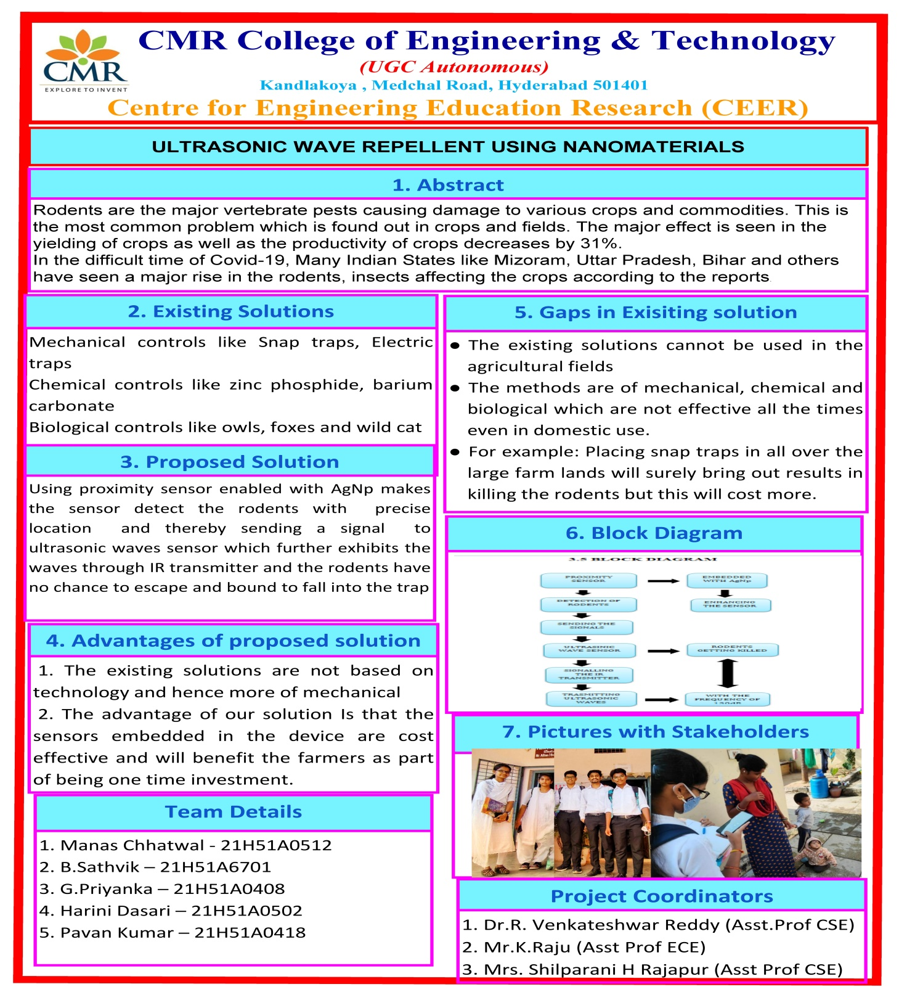 CMR
EXPLORE TO INVENT
CMR College of Engineering & Technology
(UGC Autonomous)
Kandlakoya , Medchal Road, Hyderabad 501401
Centre for Engineering Education Research (CEER)
ULTRASONIC WAVE REPELLENT USING NANOMATERIALS
1. Abstract
Rodents are the major vertebrate pests causing damage to various crops and commodities. This is
the most common problem which is found out in crops and fields. The major effect is seen in the
yielding of crops as well as the productivity of crops decreases by 31%.
In the difficult time of Covid-19, Many Indian States like Mizoram, Uttar Pradesh, Bihar and others
have seen a major rise in the rodents, insects affecting the crops according to the reports.
2. Existing Solutions
Mechanical controls like Snap traps, Electric
traps
Chemical controls like zinc phosphide, barium
carbonate
Biological controls like owls, foxes and wild cat
3. Proposed Solution
Using proximity sensor enabled with AgNp makes
the sensor detect the rodents with precise
location and thereby sending a signal to
ultrasonic waves sensor which further exhibits the
waves through IR transmitter and the rodents have
no chance to escape and bound to fall into the trap
4. Advantages of proposed solution
1. The existing solutions are not based on
technology and hence more of mechanical
2. The advantage of our solution Is that the
sensors embedded in the device are cost
effective and will benefit the farmers as part
of being one time investment.
Team Details
1. Manas Chhatwal - 21H51A0512
2. B.Sathvik – 21H51A6701
3. G.Priyanka – 21H51A0408
4. Harini Dasari – 21H51A0502
5. Pavan Kumar – 21H51A0418
5. Gaps in Exisiting solution
● The existing solutions cannot be used in the
agricultural fields
● The methods are of mechanical, chemical and
biological which are not effective all the times
even in domestic use.
● For example: Placing snap traps in all over the
large farm lands will surely bring out results in
killing the rodents but this will cost more.
6. Block Diagram
3.5 BLOCK DIAGRAM
PROXIMITY
SENSOR
EMBEDDED
WITH AgNp
DETECTION OF
RODENTS
ENHANCING
THE SENSOR
SENDING THE
SIGNALS
ULTRASINIC
WAVE SENSOR
RODENTS
GETTING KILLED
SIGNALLING
THE IR
TRANSMITTER
TRASMITTING
ULTRASONIC
WAVES
WITH THE
FREQUENCY OF
7. Pictures with Stakeholders
Project Coordinators
1. Dr.R. Venkateshwar Reddy (Asst.Prof CSE)
2. Mr.K.Raju (Asst Prof ECE)
3. Mrs. Shilparani H Rajapur (Asst Prof CSE)